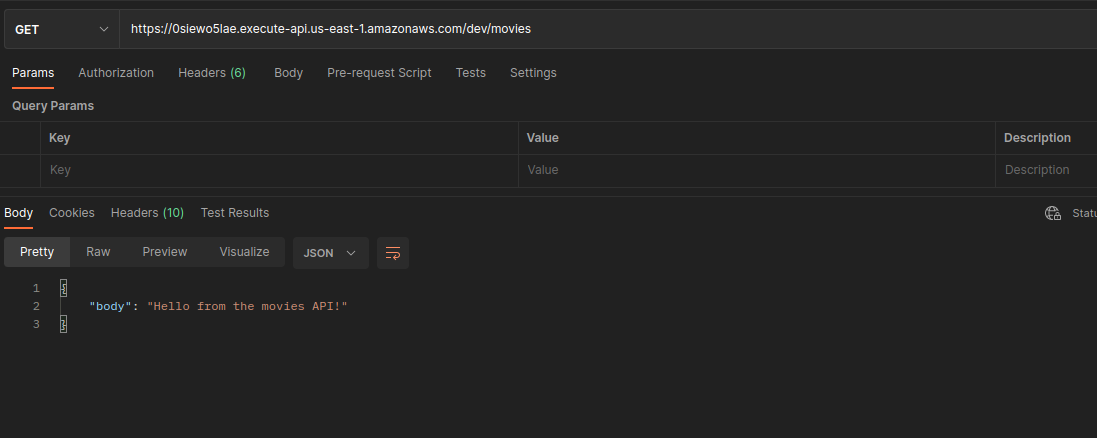 GET https://0siewo5lae.execute-api.us-east-1.amazonaws.com/dev/movies
Params Authorization Headers (6) Body Pre-request Script Tests Settings
Query Params
Key Value Description
Key Value Description
Body Cookies Headers (10) Test Results Statu
Pretty Raw Preview Visualize JSON
1 {
2 "body": "Hello from the movies API!"
3 }